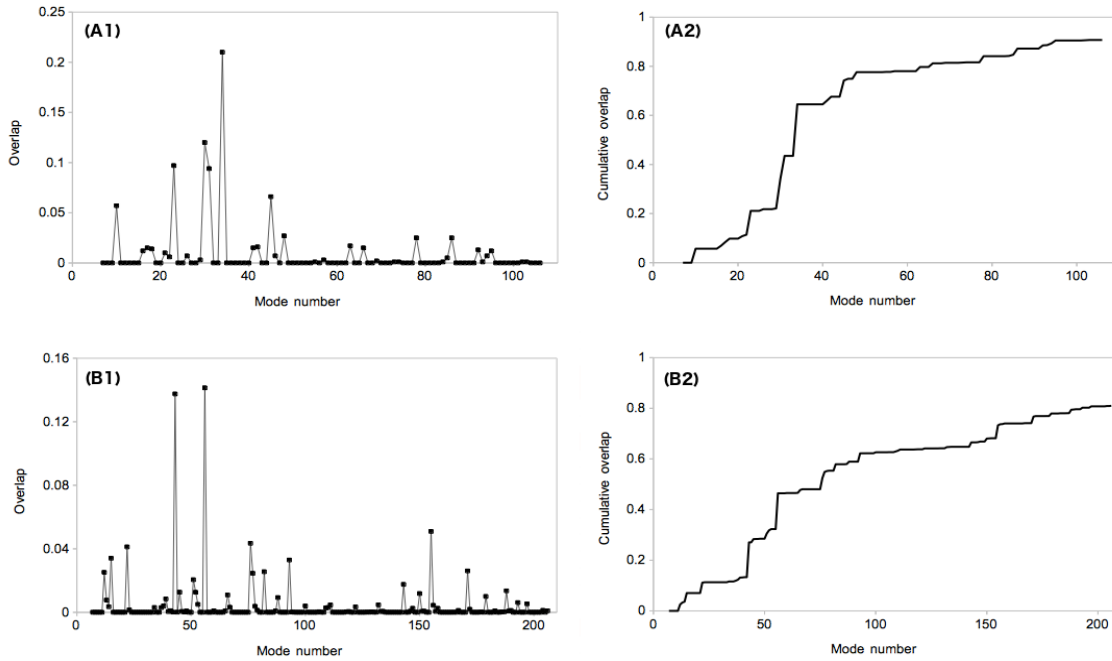 (A1)
0.25
0.2
0.15
0.1
0.05
0
0 20 40 60 80 100
Overlap
Mode number
(A2)
1
0.8
0.6
0.4
0.2
0
0 20 40 60 80 100
Cumulative overlap
Mode number
(B1)
0.16
0.12
0.08
0.04
0
0 50 100 150 200
Overlap
Mode number
(B2)
1
0.8
0.6
0.4
0.2
0
0 50 100 150 200
Cumulative overlap
Mode number